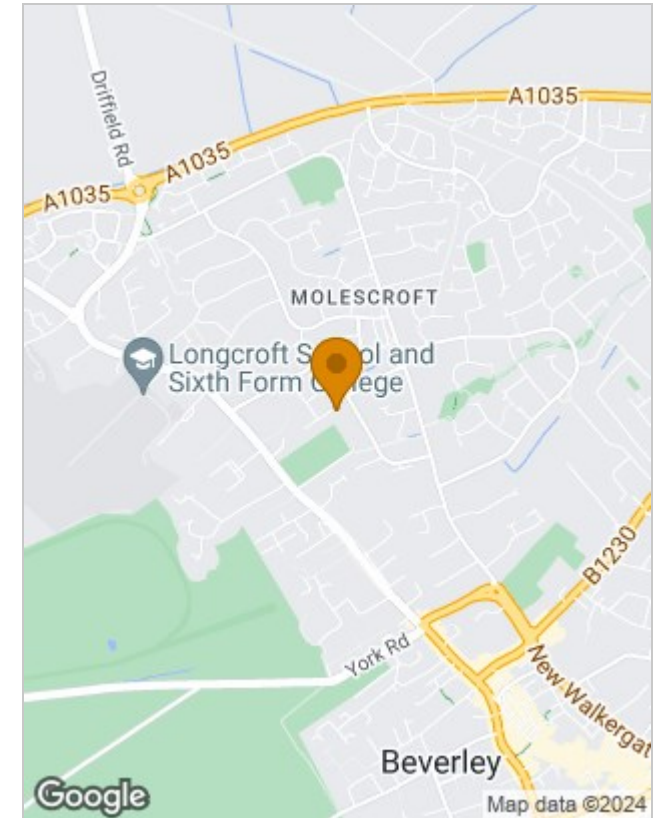 Driffield Rd
A1035
A1035
A1035
MOLESCROFT
Longcroft S ol and
Sixth Form C ege
B1230
York Rd
New Walkergat
Beverley
Google
Map data ©2024